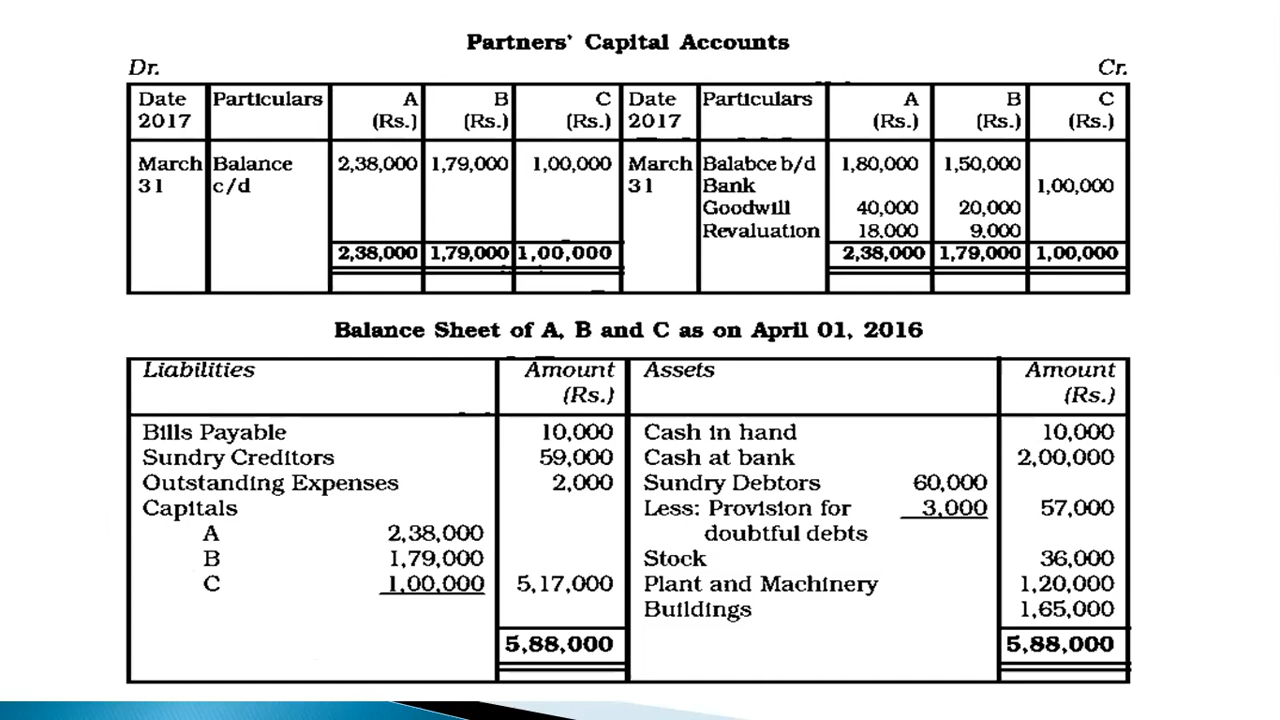 Partners' Capital Accounts
Dr. Cr.
Date Particulars A B C Date Particulars A B C
2017 (Rs.) (Rs.) (Rs.) 2017 (Rs.) (Rs.) (Rs.)
March Balance 2,38,000 1,79,000 1,00,000 March Balabce b/d 1,80,000 1,50,000
31 c/d 31 Bank 1,00,000
Goodwill 40,000 20,000
Revaluation 18,000 9,000
2,38,000 1,79,000 1,00,000 2,38,000 1,79,000 1,00,000
Balance Sheet of A, B and C as on April 01, 2016
Liabilities Amount Assets Amount
(Rs.) (Rs.)
Bills Payable 10,000 Cash in hand 10,000
Sundry Creditors 59,000 Cash at bank 2,00,000
Outstanding Expenses 2,000 Sundry Debtors 60,000
Capitals Less: Provision for 3,000 57,000
A 2,38,000 doubtful debts
B 1,79,000 Stock 36,000
C 1,00,000 5,17,000 Plant and Machinery 1,20,000
Buildings 1,65,000
5,88,000 5,88,000